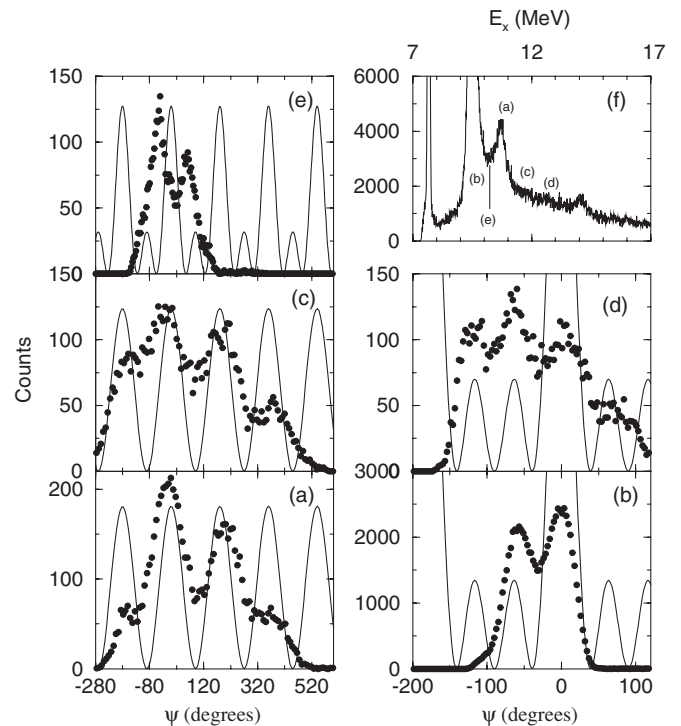 E_x (MeV)
7 12 17
150 (e) 6000 (f)
100 4000 (a)
50 2000 (b) (c) (d)
(e)
0 0
150 (c) 150 (d)
100 100
50 50
0 0
Counts
200 (a) 3000 (b)
2000
100 1000
0 0
-280 -80 120 320 520 -200 -100 0 100
ψ (degrees) ψ (degrees)